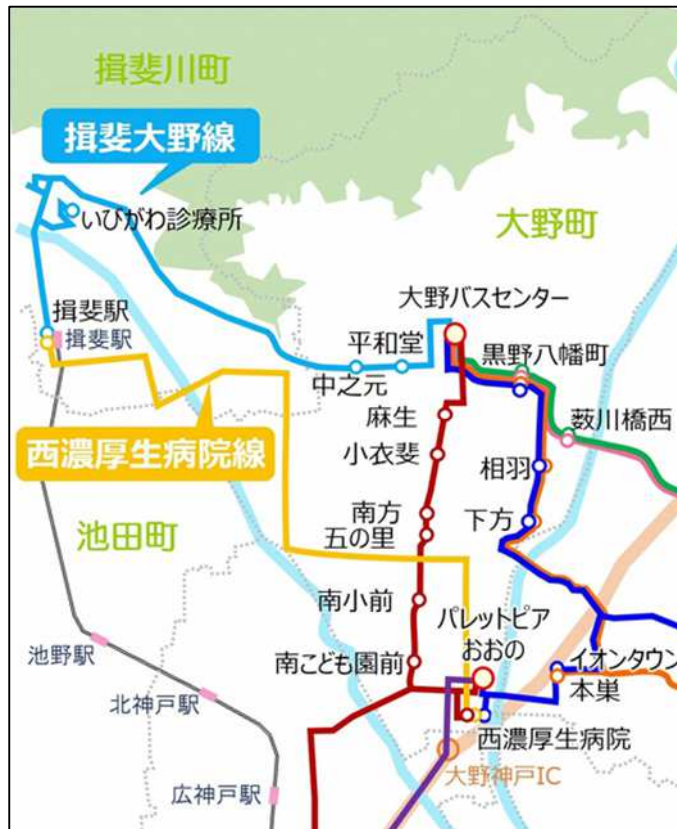 揖斐川町
揖斐大野線
いびがわ診療所
大野町
大野バスセンター
揖斐駅
揖斐駅
平和堂
中之元
黒野八幡町
麻生
薮川橋西
西濃厚生病院線
小衣斐
相羽
南方
下方
五の里
池田町
南小前
パレットピア
おおの
池野駅
南こども園前
イオンタウン
本巣
北神戸駅
西濃厚生病院
大野神戸IC
広神戸駅